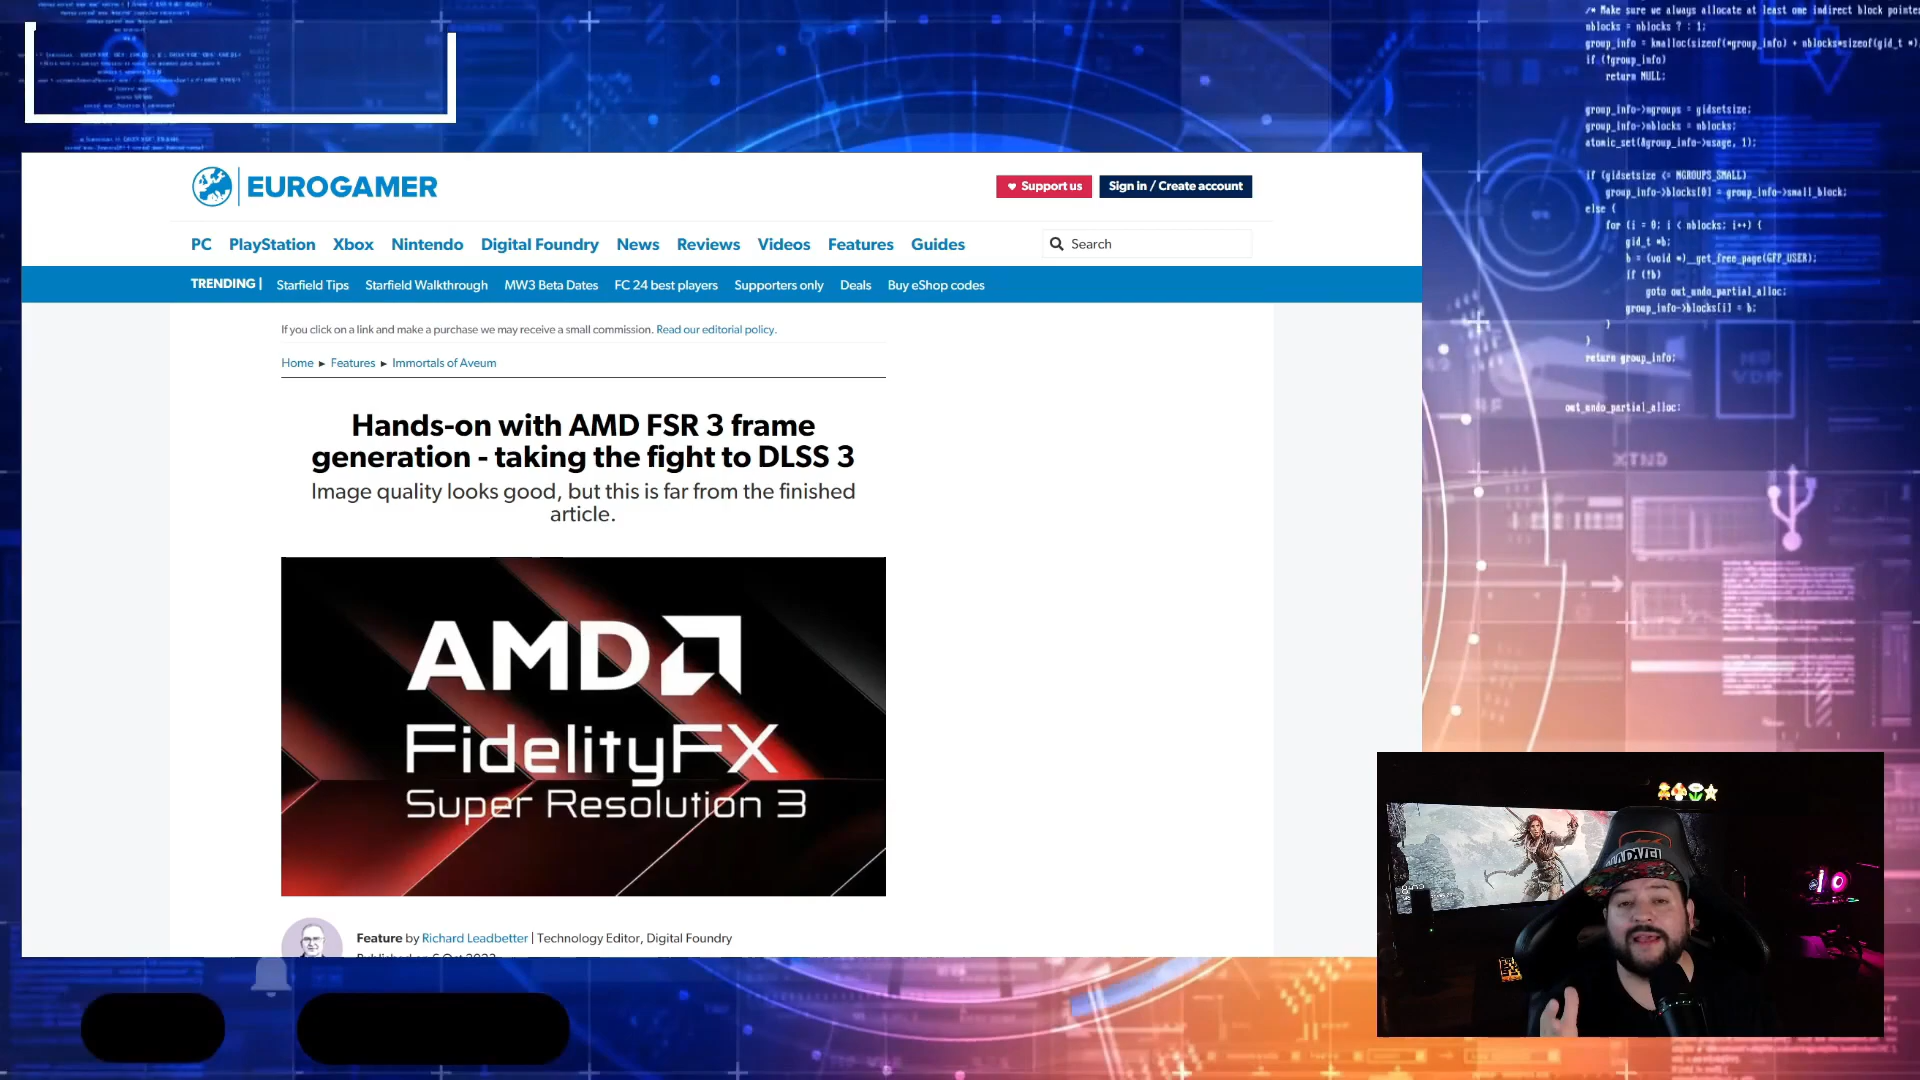 /* Make sure we always allocate at least one indirect block pointer
nblocks = nblocks ? : 1;
group_info = kmalloc(sizeof(*group_info) + nblocks*sizeof(gid_t *),
if (!group_info)
return NULL;
group_info->ngroups = gidsetsize;
group_info->nblocks = nblocks;
atomic_set(&group_info->usage, 1);
if (gidsetsize <= NGROUPS_SMALL)
group_info->blocks[0] = group_info->small_block;
else {
for (i = 0; i < nblocks; i++) {
gid_t *b;
b = (void *)__get_free_page(GFP_USER);
if (!b)
goto out_undo_partial_alloc;
group_info->blocks[i] = b;
}
}
return group_info;
out_undo_partial_alloc:
EUROGAMER
Support us
Sign in / Create account
PC PlayStation Xbox Nintendo Digital Foundry News Reviews Videos Features Guides
Search
TRENDING | Starfield Tips Starfield Walkthrough MW3 Beta Dates FC 24 best players Supporters only Deals Buy eShop codes
If you click on a link and make a purchase we may receive a small commission. Read our editorial policy.
Home ► Features ► Immortals of Aveum
Hands-on with AMD FSR 3 frame
generation - taking the fight to DLSS 3
Image quality looks good, but this is far from the finished
article.
AMD
FidelityFX
Super Resolution 3
Feature by Richard Leadbetter | Technology Editor, Digital Foundry